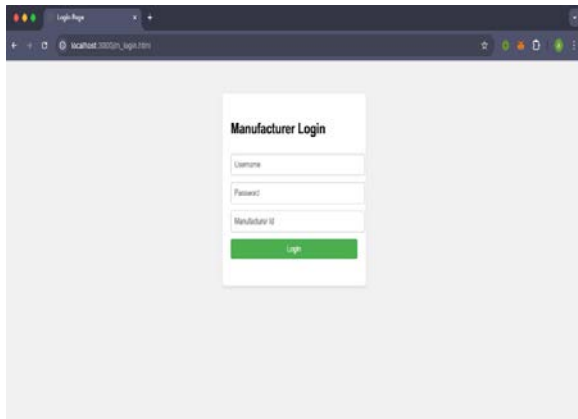 Login Page
localhost:3000/m_login.html
Manufacturer Login
Username
Password
Manufacturer Id
Login